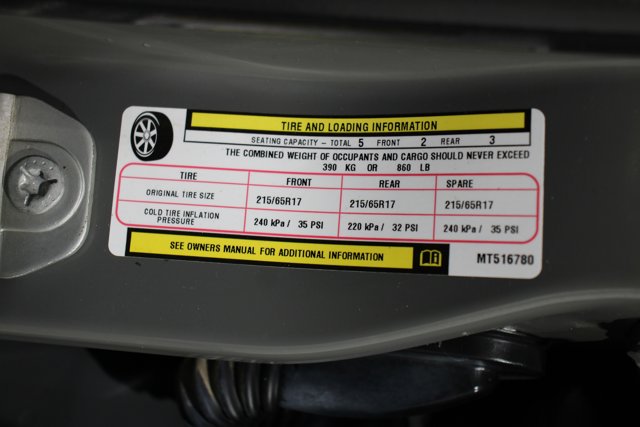 TIRE AND LOADING INFORMATION
SEATING CAPACITY – TOTAL 5 FRONT 2 REAR 3
THE COMBINED WEIGHT OF OCCUPANTS AND CARGO SHOULD NEVER EXCEED
390 KG OR 860 LB
TIRE FRONT REAR SPARE
ORIGINAL TIRE SIZE 215/65R17 215/65R17 215/65R17
COLD TIRE INFLATION PRESSURE 240 kPa / 35 PSI 220 kPa / 32 PSI 240 kPa / 35 PSI
SEE OWNERS MANUAL FOR ADDITIONAL INFORMATION
MT516780